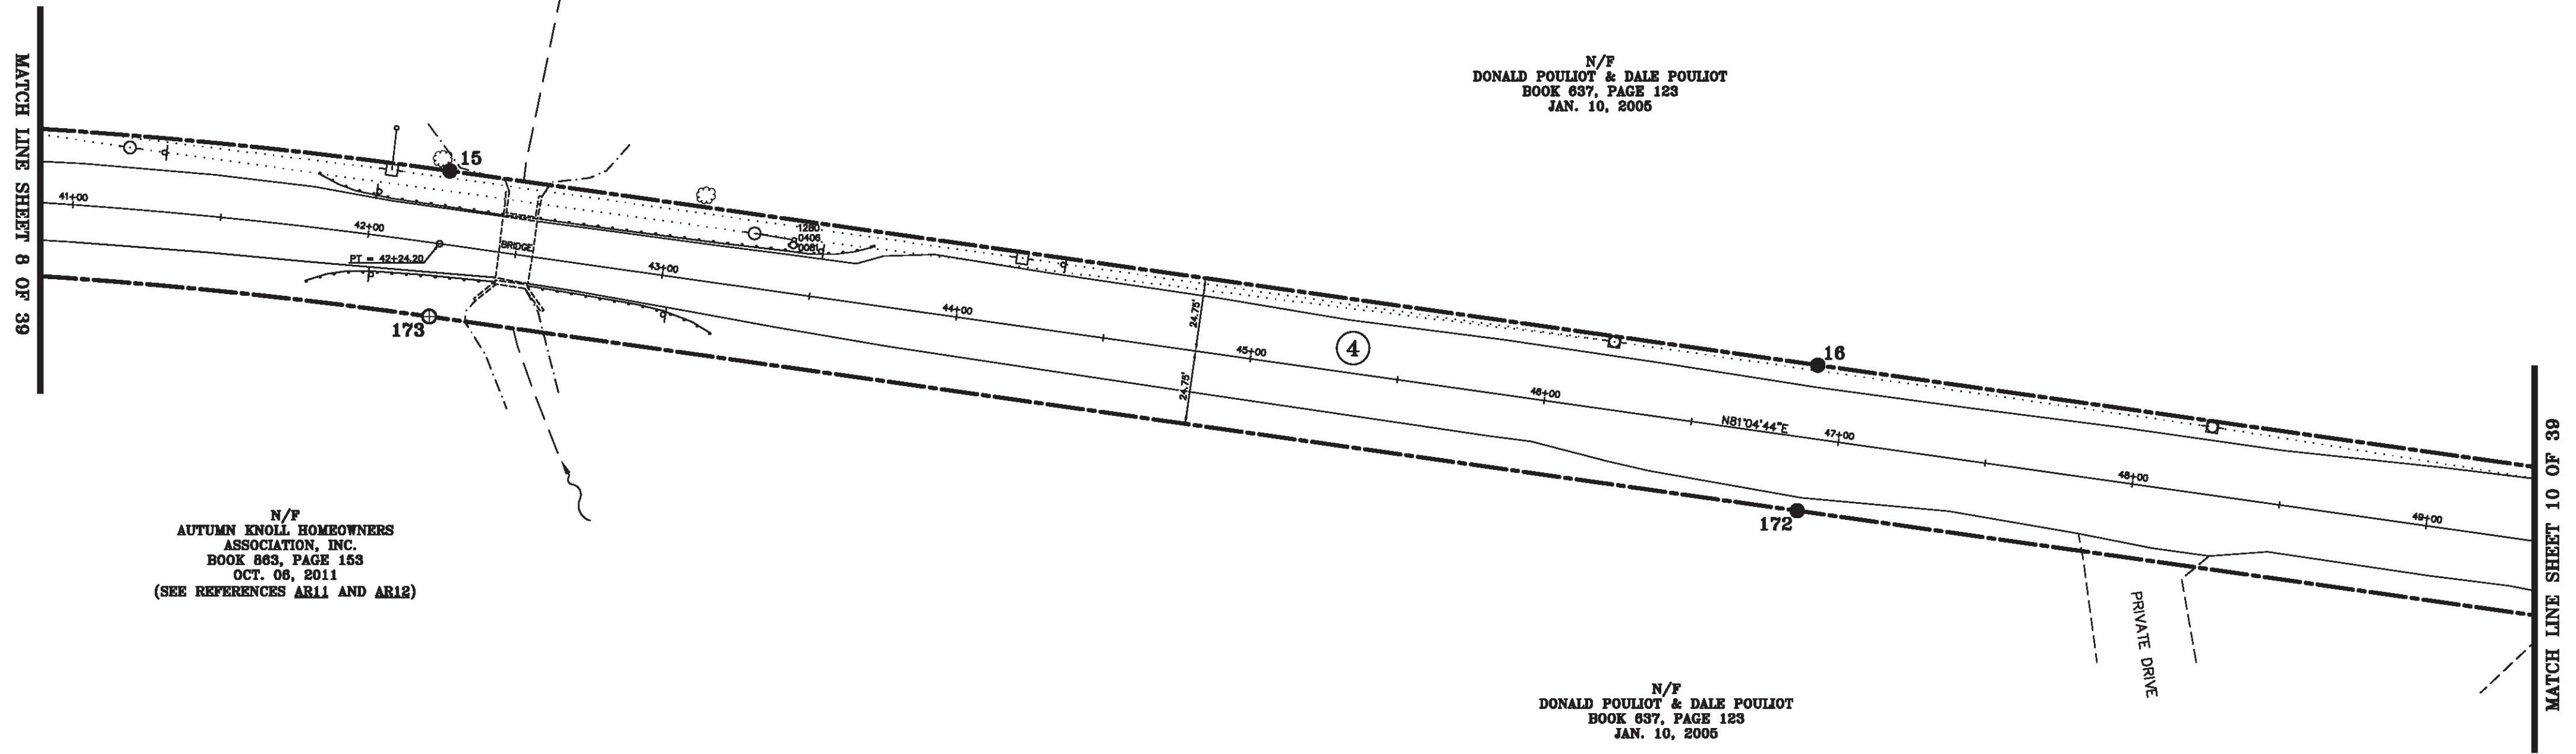 MATCH LINE SHEET 8 OF 39
N/F
DONALD POULIOT & DALE POULIOT
BOOK 637, PAGE 123
JAN. 10, 2005
15
41+00
42+00
1280
0406
0061
BRIDGE
PT = 42+24.20
43+00
173
44+00
24.75'
24.75'
45+00
4
16
46+00
N81°04'44"E
47+00
48+00
49+00
172
PRIVATE DRIVE
N/F
AUTUMN KNOLL HOMEOWNERS
ASSOCIATION, INC.
BOOK 863, PAGE 153
OCT. 06, 2011
(SEE REFERENCES AR11 AND AR12)
N/F
DONALD POULIOT & DALE POULIOT
BOOK 637, PAGE 123
JAN. 10, 2005
MATCH LINE SHEET 10 OF 39